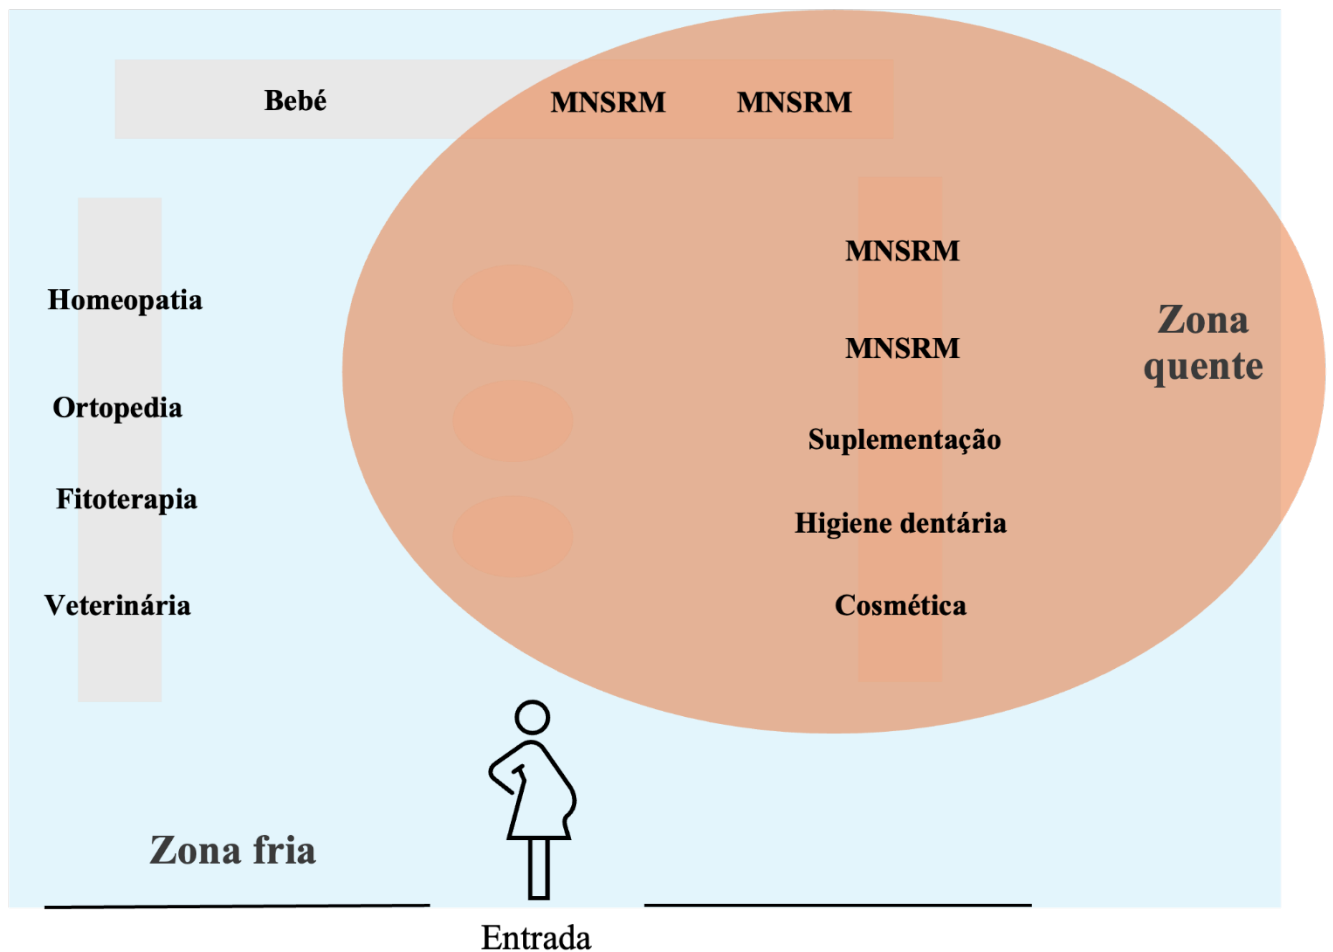 Bebé
MNSRM
MNSRM
MNSRM
Homeopatia
Zona
quente
MNSRM
Ortopedia
Suplementação
Fitoterapia
Higiene dentária
Veterinária
Cosmética
Zona fria
Entrada